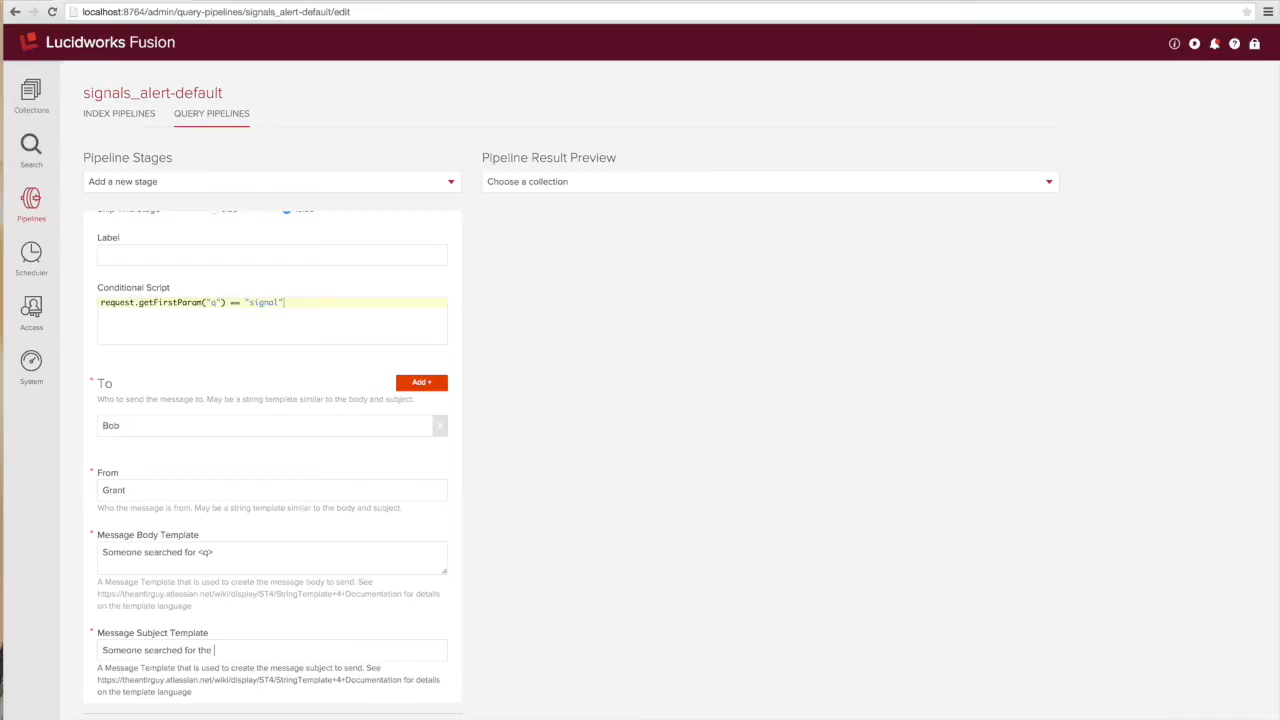 localhost:8764/admin/query-pipelines/signals_alert-default/edit
Lucidworks Fusion
Collections
Search
Pipelines
Scheduler
Access
System
signals_alert-default
INDEX PIPELINES QUERY PIPELINES
Pipeline Stages
Add a new stage
Label
Conditional Script
request.getFirstParam("q") == "signal"
* To
Add +
Who to send the message to. May be a string template similar to the body and subject.
Bob X
* From
Grant
Who the message is from. May be a string template similar to the body and subject.
* Message Body Template
Someone searched for <q>
A Message Template that is used to create the message body to send. See
https://theantlrguy.atlassian.net/wiki/display/ST4/StringTemplate+4+Documentation for details
on the template language
* Message Subject Template
Someone searched for the
A Message Template that is used to create the message subject to send. See
https://theantlrguy.atlassian.net/wiki/display/ST4/StringTemplate+4+Documentation for details
on the template language
Pipeline Result Preview
Choose a collection